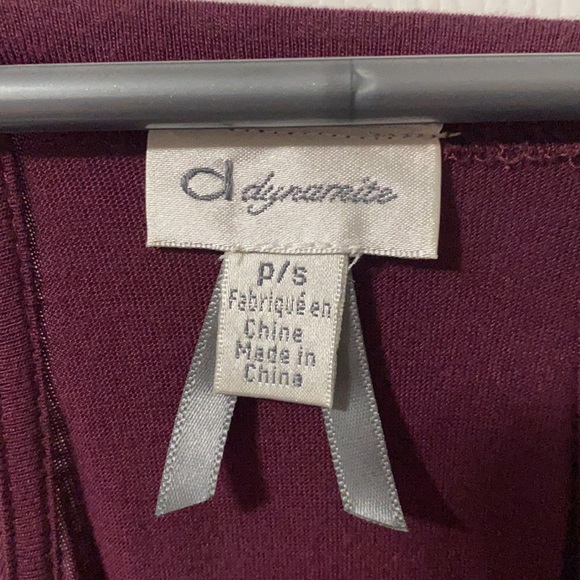 d dynamite
P/S
Fabriqué en
Chine
Made in
China